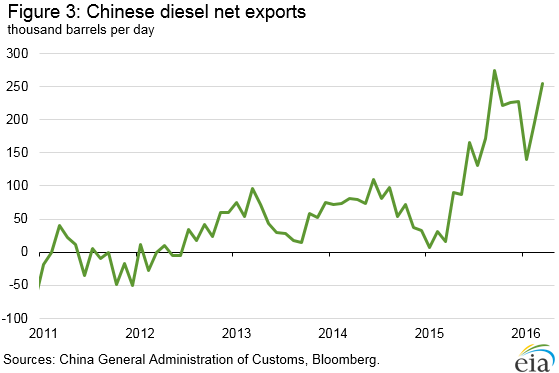 Figure 3: Chinese diesel net exports
thousand barrels per day
300
250
200
150
100
50
0
-50
-100
2011 2012 2013 2014 2015 2016
Sources: China General Administration of Customs, Bloomberg.
eia